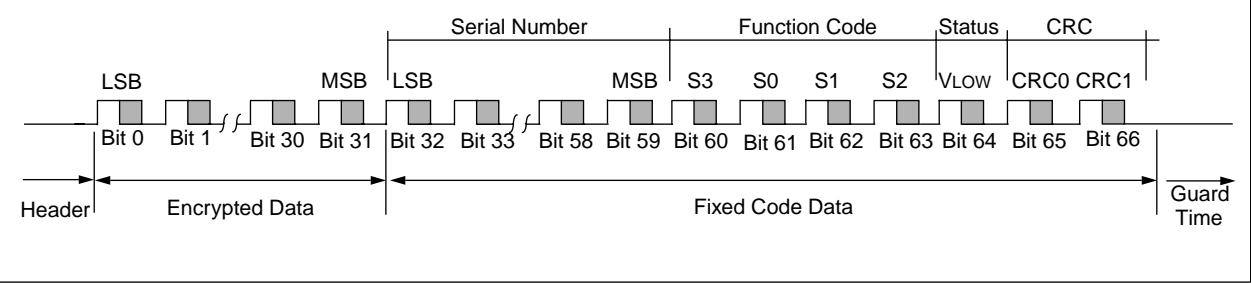 Serial Number Function Code Status CRC
LSB MSB LSB MSB S3 S0 S1 S2 VLOW CRC0 CRC1
Bit 0 Bit 1 Bit 30 Bit 31 Bit 32 Bit 33 Bit 58 Bit 59 Bit 60 Bit 61 Bit 62 Bit 63 Bit 64 Bit 65 Bit 66
Header Encrypted Data Fixed Code Data Guard
Time